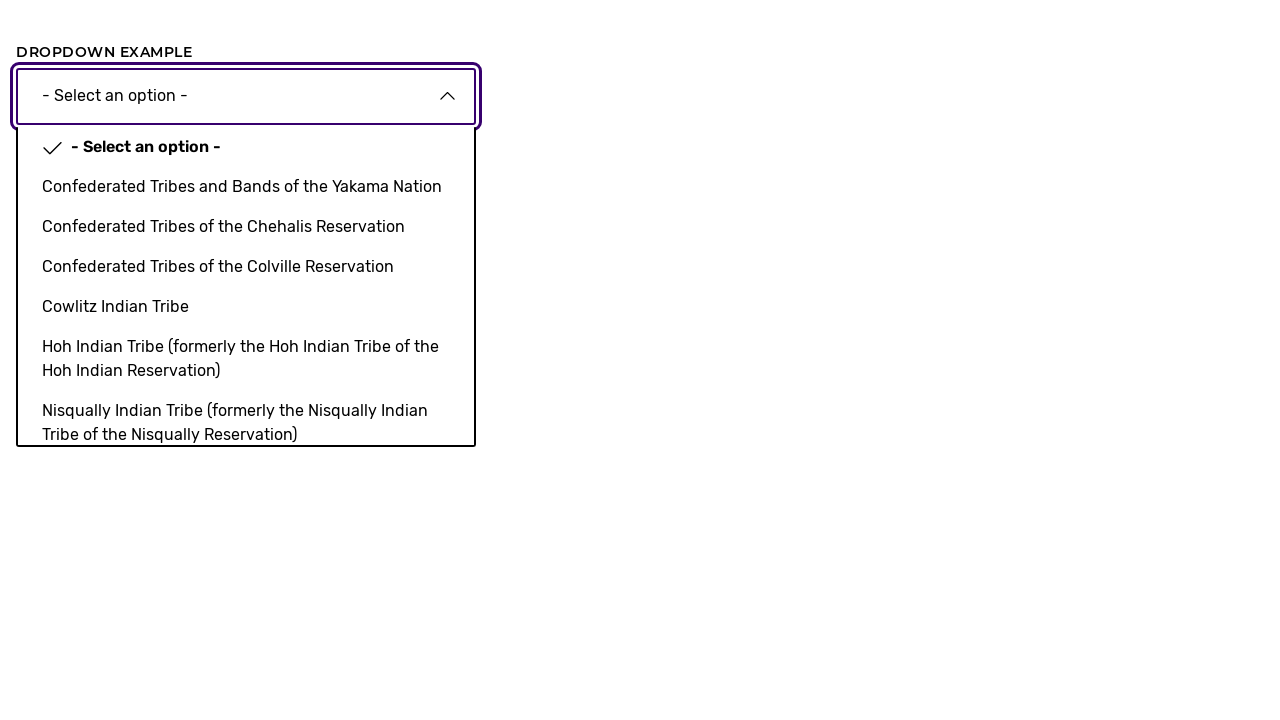 DROPDOWN EXAMPLE
- Select an option -
- Select an option -
Confederated Tribes and Bands of the Yakama Nation
Confederated Tribes of the Chehalis Reservation
Confederated Tribes of the Colville Reservation
Cowlitz Indian Tribe
Hoh Indian Tribe (formerly the Hoh Indian Tribe of the
Hoh Indian Reservation)
Nisqually Indian Tribe (formerly the Nisqually Indian
Tribe of the Nisqually Reservation)